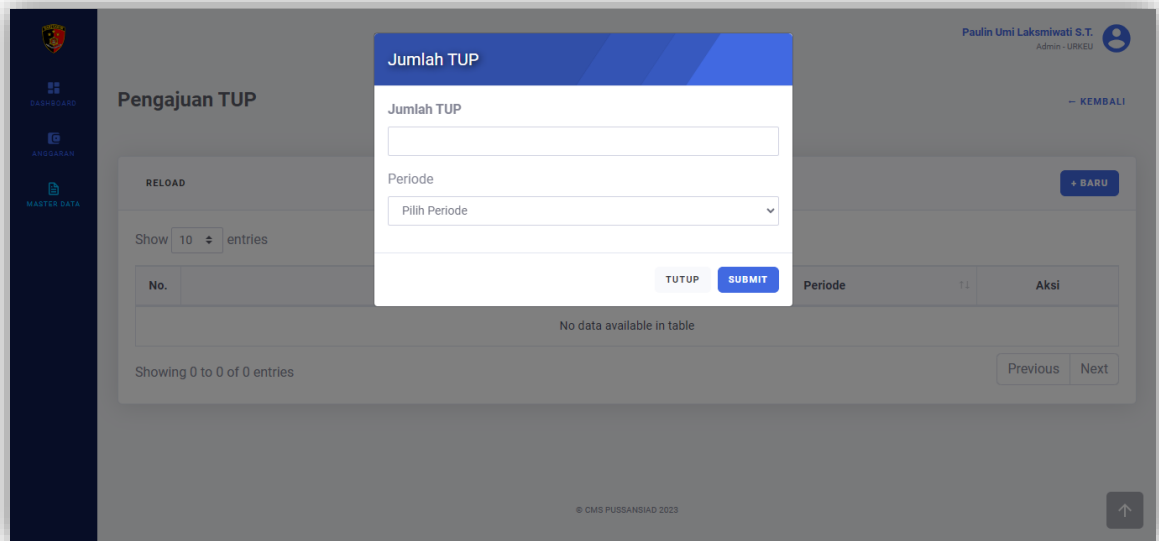 Paulin Umi Laksmiwati S.T.
Admin - URKEU
DASHBOARD
ANGGARAN
MASTER DATA
Pengajuan TUP
← KEMBALI
Jumlah TUP
Jumlah TUP
Periode
Pilih Periode
TUTUP
SUBMIT
RELOAD
+ BARU
Show 10 entries
No.
Periode
Aksi
No data available in table
Showing 0 to 0 of 0 entries
Previous
Next
© CMS PUSSANSIAD 2023